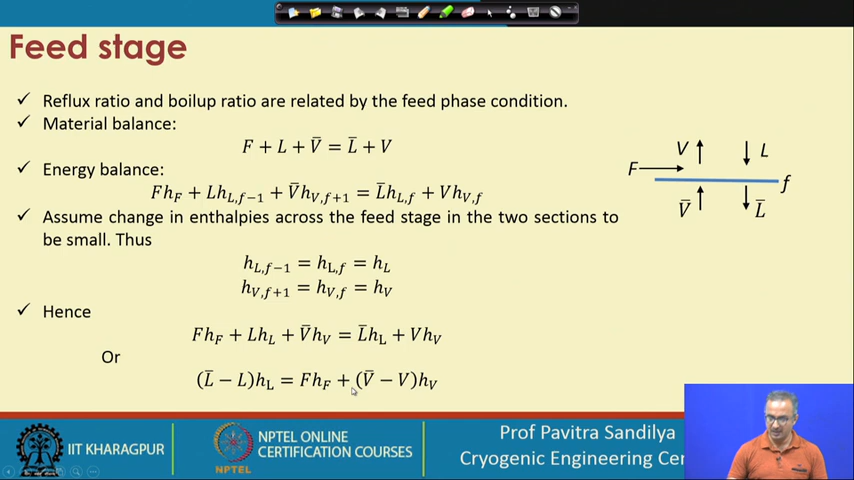 Feed stage
✓ Reflux ratio and boilup ratio are related by the feed phase condition.
✓ Material balance:
F + L + V̄ = L̄ + V
✓ Energy balance:
Fh_F + Lh_{L,f−1} + V̄h_{V,f+1} = L̄h_{L,f} + Vh_{V,f}
✓ Assume change in enthalpies across the feed stage in the two sections to
be small. Thus
h_{L,f−1} = h_{L,f} = h_L
h_{V,f+1} = h_{V,f} = h_V
✓ Hence
Fh_F + Lh_L + V̄h_V = L̄h_L + Vh_V
Or
(L̄ − L)h_L = Fh_F + (V̄ − V)h_V
V L
F
f
V̄ L̄
IIT KHARAGPUR
NPTEL
NPTEL ONLINE
CERTIFICATION COURSES
Prof Pavitra Sandilya
Cryogenic Engineering Cen